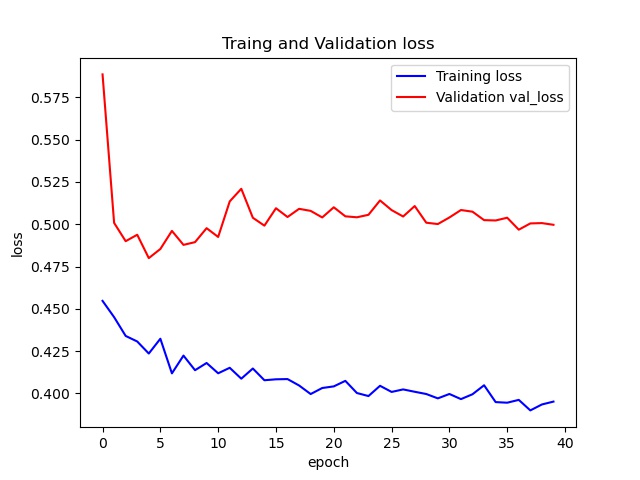 Traing and Validation loss
Training loss
Validation val_loss
0.575
0.550
0.525
0.500
0.475
0.450
0.425
0.400
loss
0 5 10 15 20 25 30 35 40
epoch